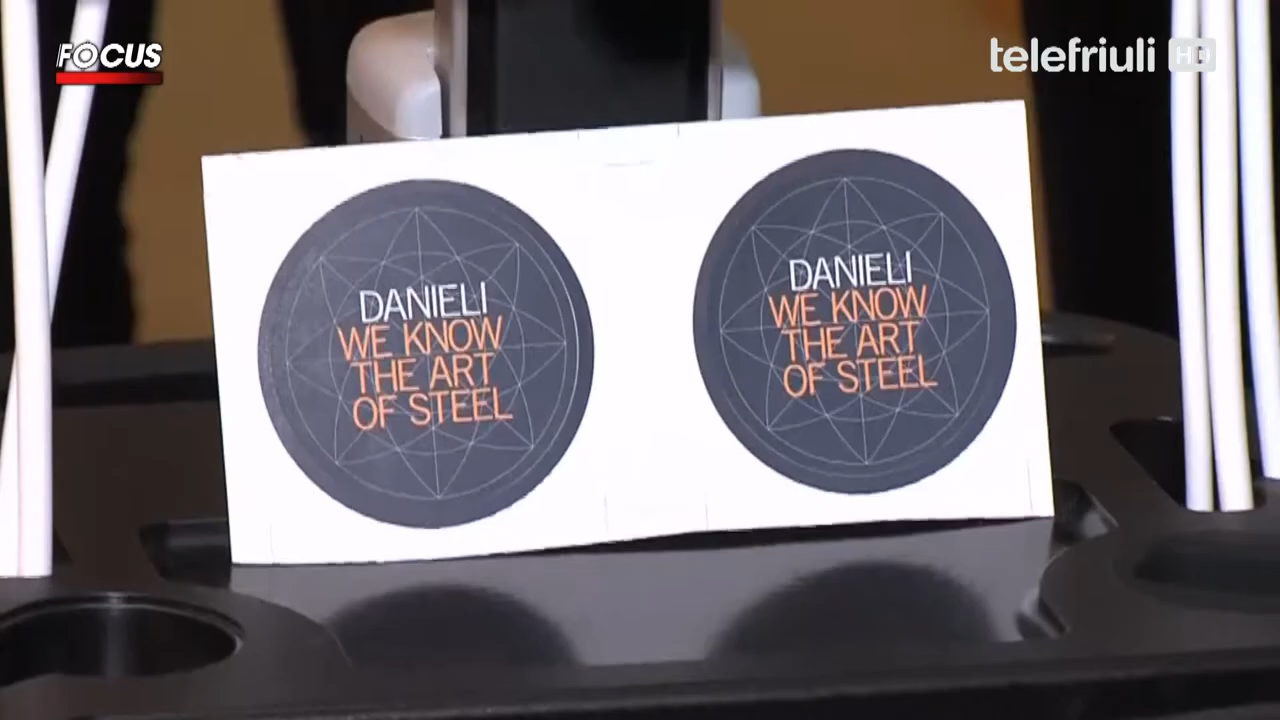 FOCUS
telefriuli HD
DANIELI
WE KNOW
THE ART
OF STEEL
DANIELI
WE KNOW
THE ART
OF STEEL